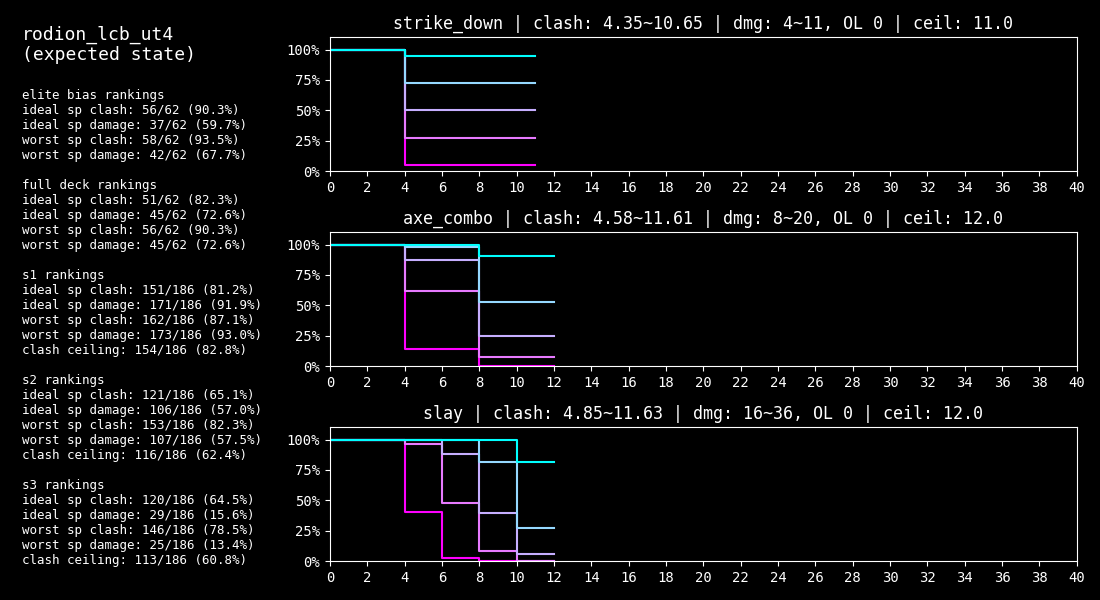 rodion_lcb_ut4
(expected state)
elite bias rankings
ideal sp clash: 56/62 (90.3%)
ideal sp damage: 37/62 (59.7%)
worst sp clash: 58/62 (93.5%)
worst sp damage: 42/62 (67.7%)
full deck rankings
ideal sp clash: 51/62 (82.3%)
ideal sp damage: 45/62 (72.6%)
worst sp clash: 56/62 (90.3%)
worst sp damage: 45/62 (72.6%)
s1 rankings
ideal sp clash: 151/186 (81.2%)
ideal sp damage: 171/186 (91.9%)
worst sp clash: 162/186 (87.1%)
worst sp damage: 173/186 (93.0%)
clash ceiling: 154/186 (82.8%)
s2 rankings
ideal sp clash: 121/186 (65.1%)
ideal sp damage: 106/186 (57.0%)
worst sp clash: 153/186 (82.3%)
worst sp damage: 107/186 (57.5%)
clash ceiling: 116/186 (62.4%)
s3 rankings
ideal sp clash: 120/186 (64.5%)
ideal sp damage: 29/186 (15.6%)
worst sp clash: 146/186 (78.5%)
worst sp damage: 25/186 (13.4%)
clash ceiling: 113/186 (60.8%)
strike_down | clash: 4.35~10.65 | dmg: 4~11, OL 0 | ceil: 11.0
100%
75%
50%
25%
0%
0 2 4 6 8 10 12 14 16 18 20 22 24 26 28 30 32 34 36 38 40
axe_combo | clash: 4.58~11.61 | dmg: 8~20, OL 0 | ceil: 12.0
100%
75%
50%
25%
0%
0 2 4 6 8 10 12 14 16 18 20 22 24 26 28 30 32 34 36 38 40
slay | clash: 4.85~11.63 | dmg: 16~36, OL 0 | ceil: 12.0
100%
75%
50%
25%
0%
0 2 4 6 8 10 12 14 16 18 20 22 24 26 28 30 32 34 36 38 40